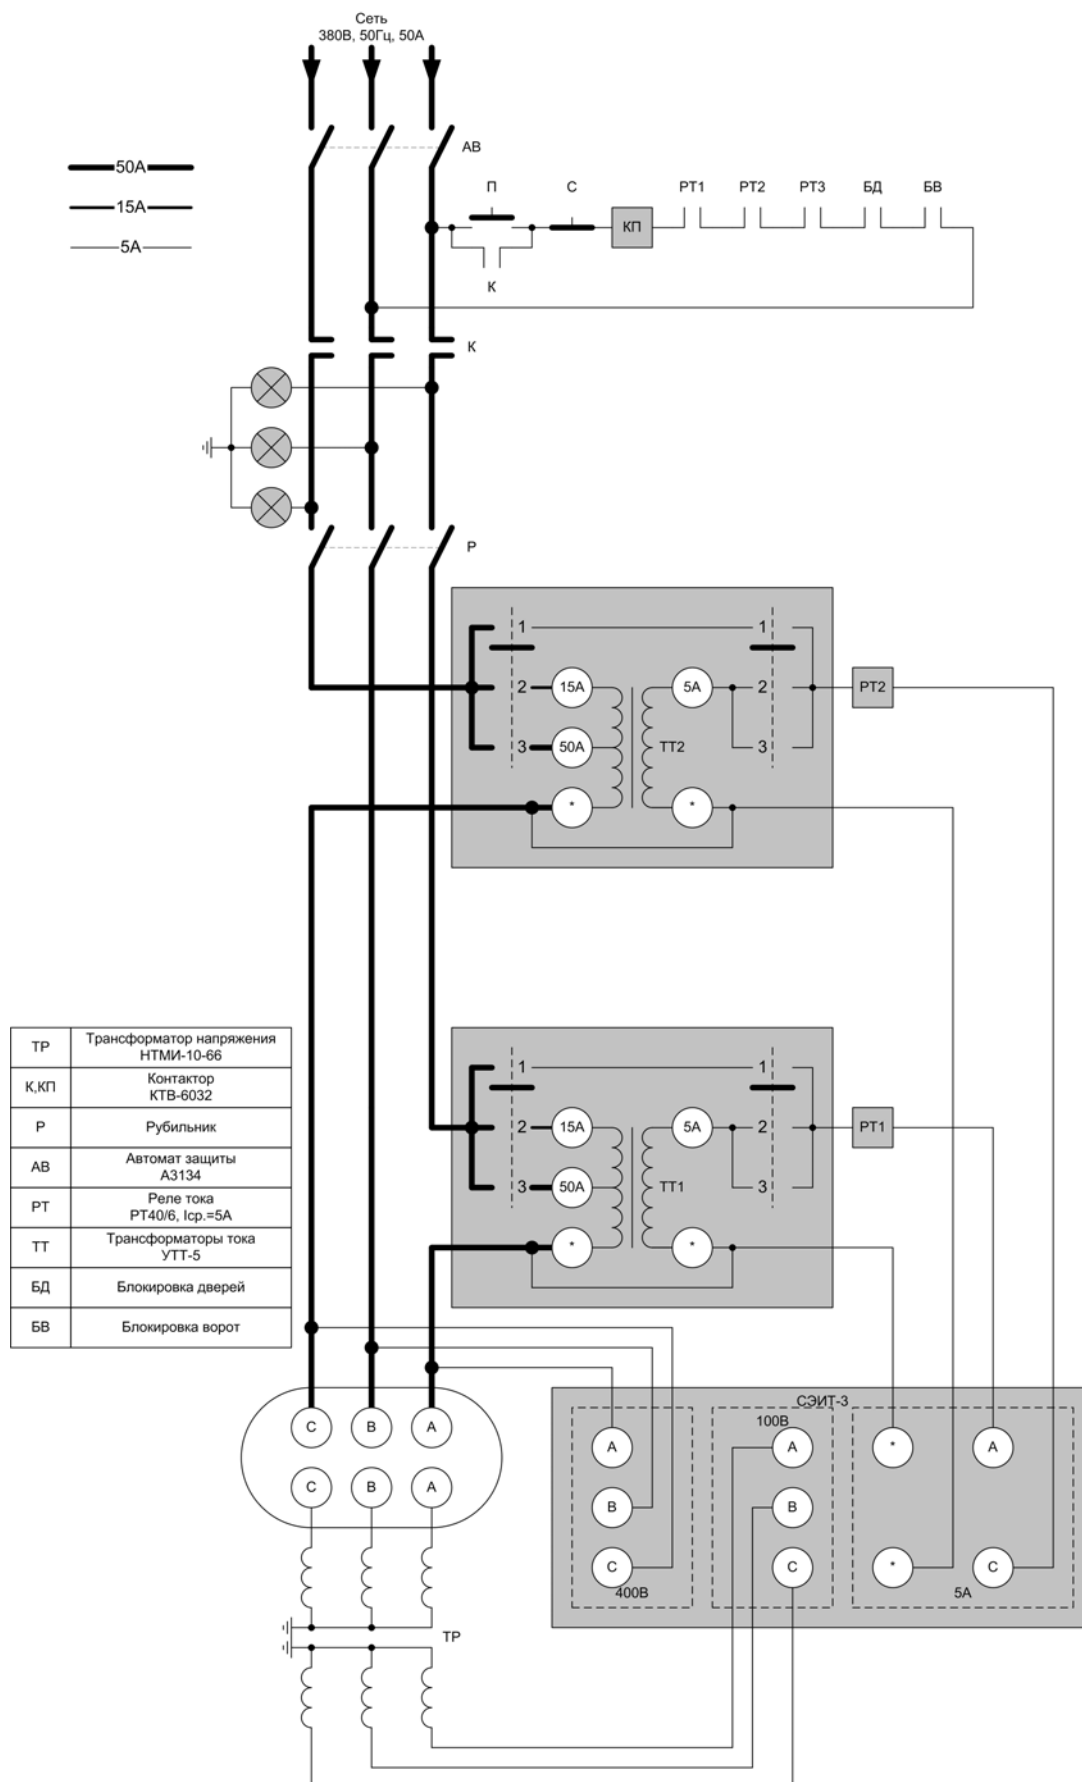 Сеть
380В, 50Гц, 50А
АВ
50А
15А
5А
П
С
КП
РТ1
РТ2
РТ3
БД
БВ
К
К
Р
1
1
2
15А
5А
2
РТ2
3
50А
ТТ2
3
*
*
ТР
Трансформатор напряжения
НТМИ-10-66
К,КП
Контактор
КТВ-6032
Р
Рубильник
АВ
Автомат защиты
А3134
РТ
Реле тока
РТ40/6, Iср.=5А
ТТ
Трансформаторы тока
УТТ-5
БД
Блокировка дверей
БВ
Блокировка ворот
1
1
2
15А
5А
2
РТ1
3
50А
ТТ1
3
*
*
СЭИТ-3
С
В
А
С
В
А
А
В
С
400В
100В
А
В
С
*
А
*
С
5А
ТР